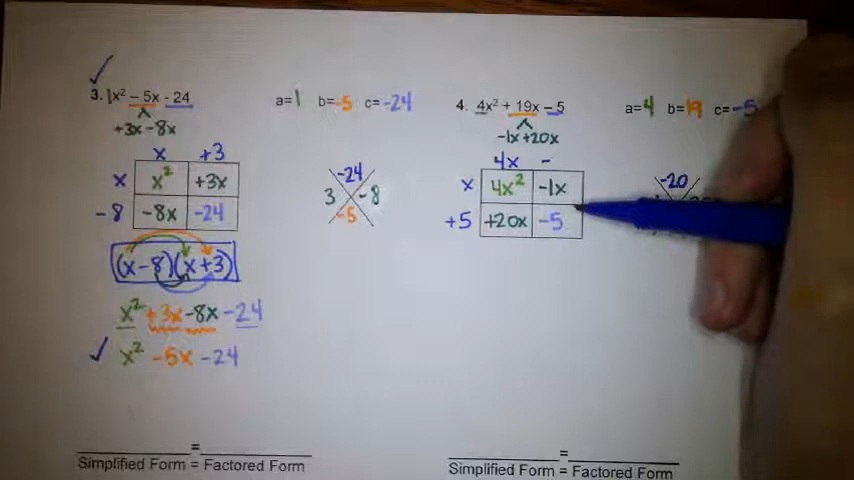 3. 1x² – 5x - 24
+3x -8x
a=1 b=-5 c=-24
x +3
x x² +3x
-8 -8x -24
-24
3 -8
-5
(x-8)(x+3)
x² +3x -8x -24
x² -5x -24
=
Simplified Form = Factored Form
4. 4x² + 19x – 5
-1x +20x
a=4 b=19 c=-5
4x -
x 4x² -1x
+5 +20x -5
-20
=
Simplified Form = Factored Form